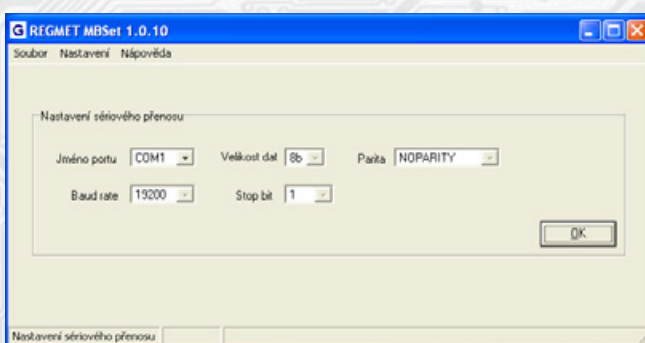 REGMET MBSet 1.0.10
Soubor Nastavení Nápověda
Nastavení sériového přenosu
Jméno portu COM1 Velikost dat 8b Parita NOPARITY
Baud rate 19200 Stop bit 1
OK
Nastavení sériového přenosu